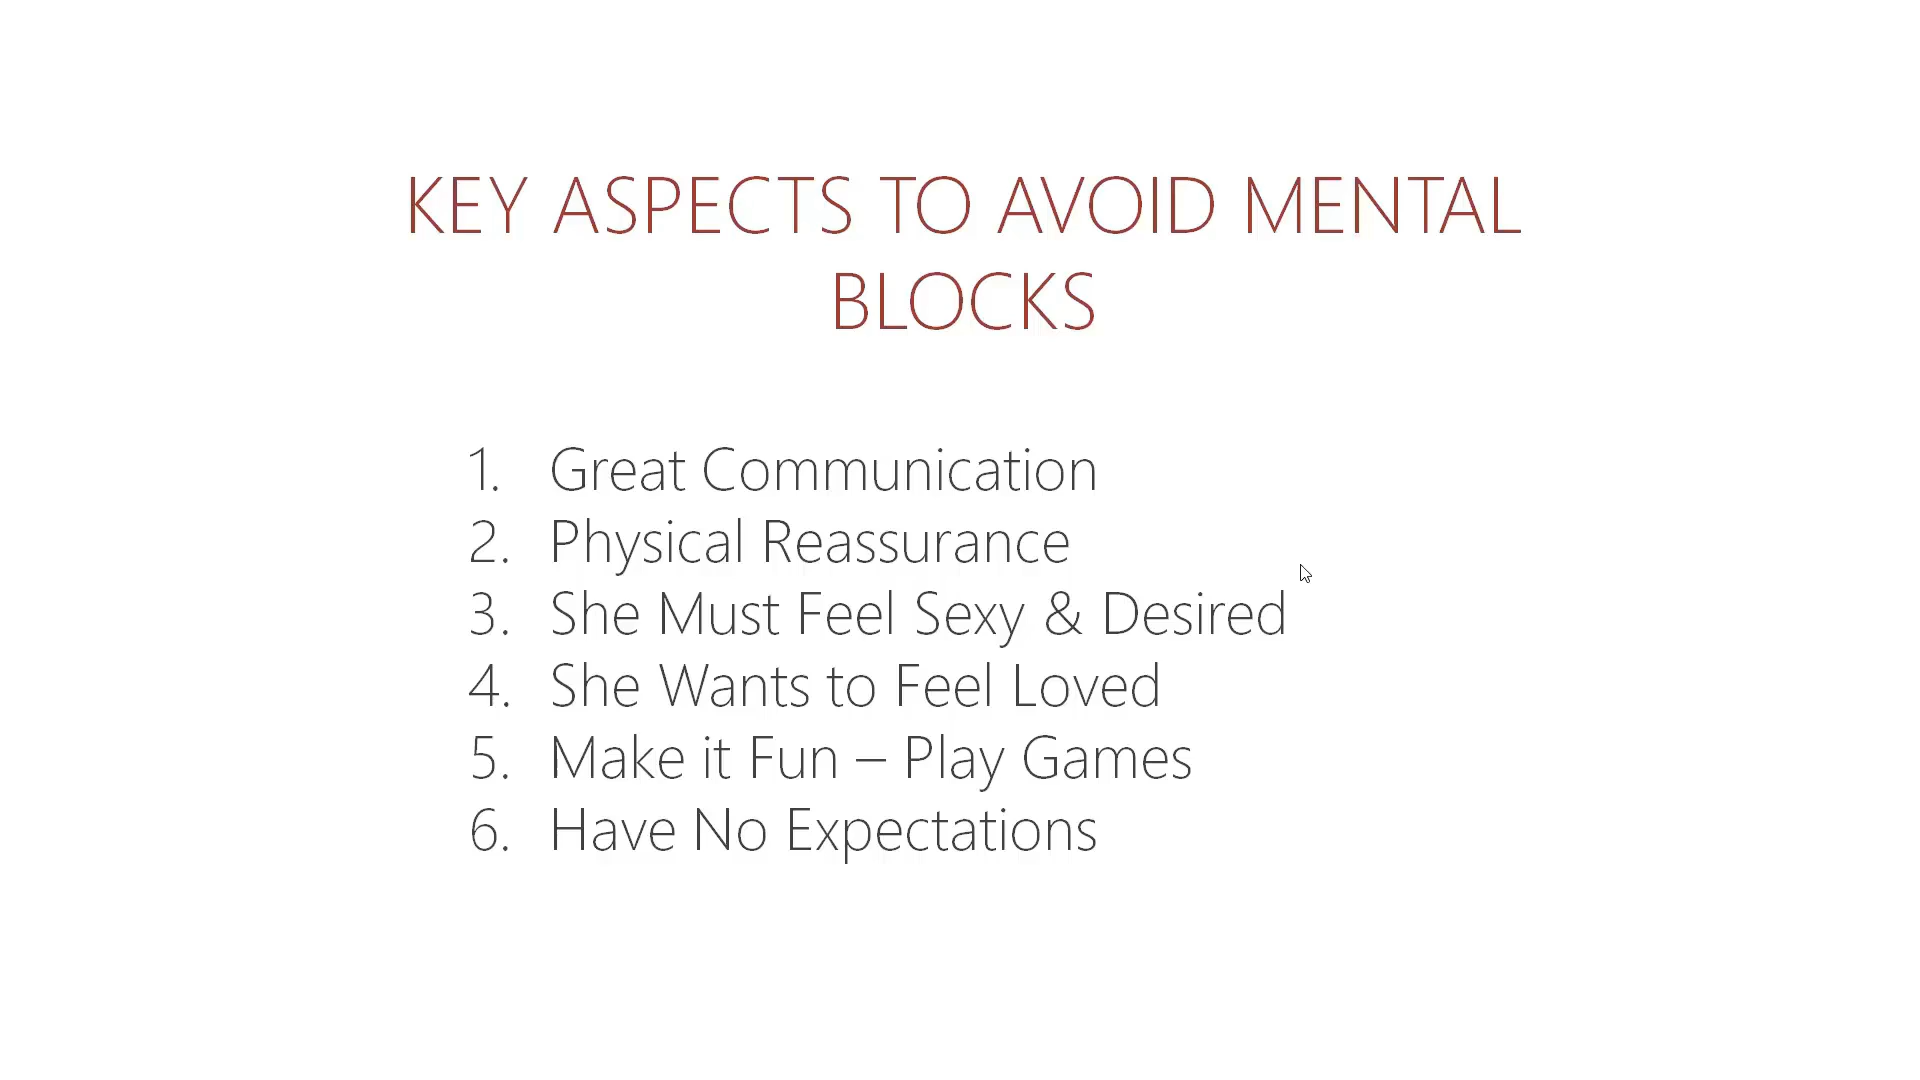 KEY ASPECTS TO AVOID MENTAL
BLOCKS
1. Great Communication
2. Physical Reassurance
3. She Must Feel Sexy & Desired
4. She Wants to Feel Loved
5. Make it Fun – Play Games
6. Have No Expectations